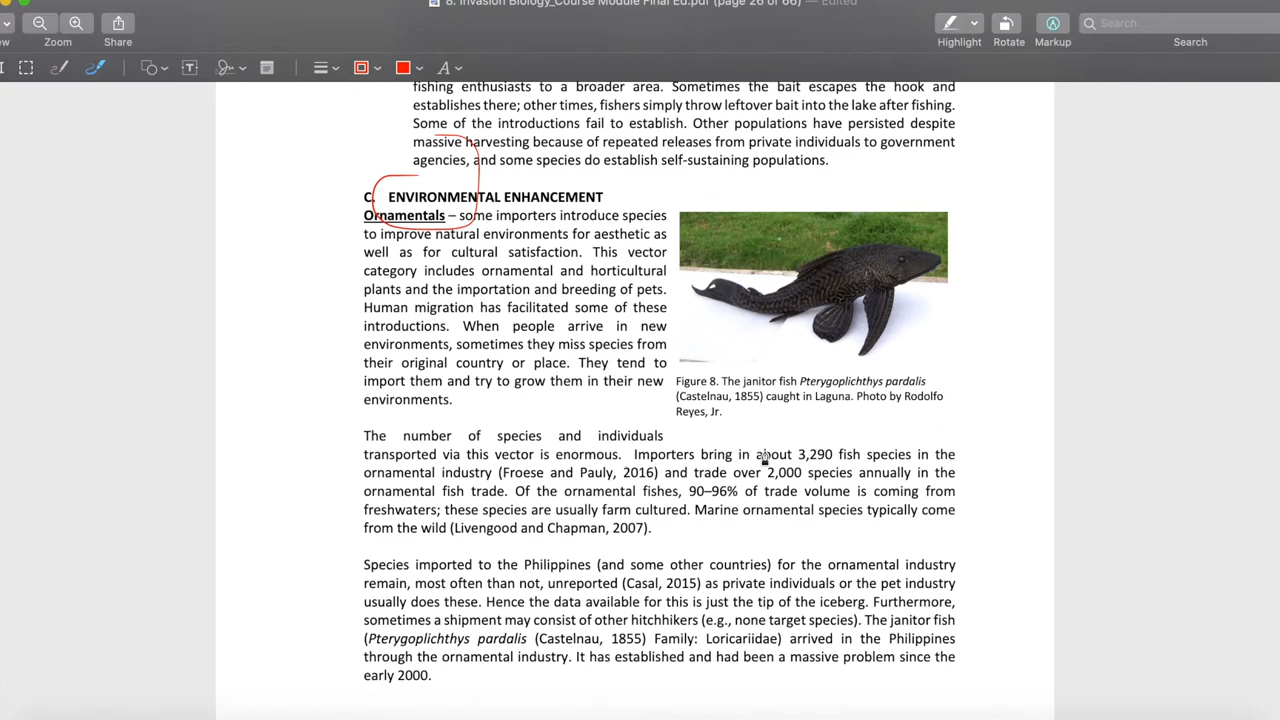 8. Invasion Biology_Course Module Final Ed.pdf (page 26 of 66) — Edited
Zoom
Share
Highlight
Rotate
Markup
Search
Search
fishing enthusiasts to a broader area. Sometimes the bait escapes the hook and
establishes there; other times, fishers simply throw leftover bait into the lake after fishing.
Some of the introductions fail to establish. Other populations have persisted despite
massive harvesting because of repeated releases from private individuals to government
agencies, and some species do establish self-sustaining populations.
C. ENVIRONMENTAL ENHANCEMENT
Ornamentals – some importers introduce species
to improve natural environments for aesthetic as
well as for cultural satisfaction. This vector
category includes ornamental and horticultural
plants and the importation and breeding of pets.
Human migration has facilitated some of these
introductions. When people arrive in new
environments, sometimes they miss species from
their original country or place. They tend to
import them and try to grow them in their new
environments.
Figure 8. The janitor fish Pterygoplichthys pardalis
(Castelnau, 1855) caught in Laguna. Photo by Rodolfo
Reyes, Jr.
The number of species and individuals
transported via this vector is enormous. Importers bring in about 3,290 fish species in the
ornamental industry (Froese and Pauly, 2016) and trade over 2,000 species annually in the
ornamental fish trade. Of the ornamental fishes, 90–96% of trade volume is coming from
freshwaters; these species are usually farm cultured. Marine ornamental species typically come
from the wild (Livengood and Chapman, 2007).
Species imported to the Philippines (and some other countries) for the ornamental industry
remain, most often than not, unreported (Casal, 2015) as private individuals or the pet industry
usually does these. Hence the data available for this is just the tip of the iceberg. Furthermore,
sometimes a shipment may consist of other hitchhikers (e.g., none target species). The janitor fish
(Pterygoplichthys pardalis (Castelnau, 1855) Family: Loricariidae) arrived in the Philippines
through the ornamental industry. It has established and had been a massive problem since the
early 2000.